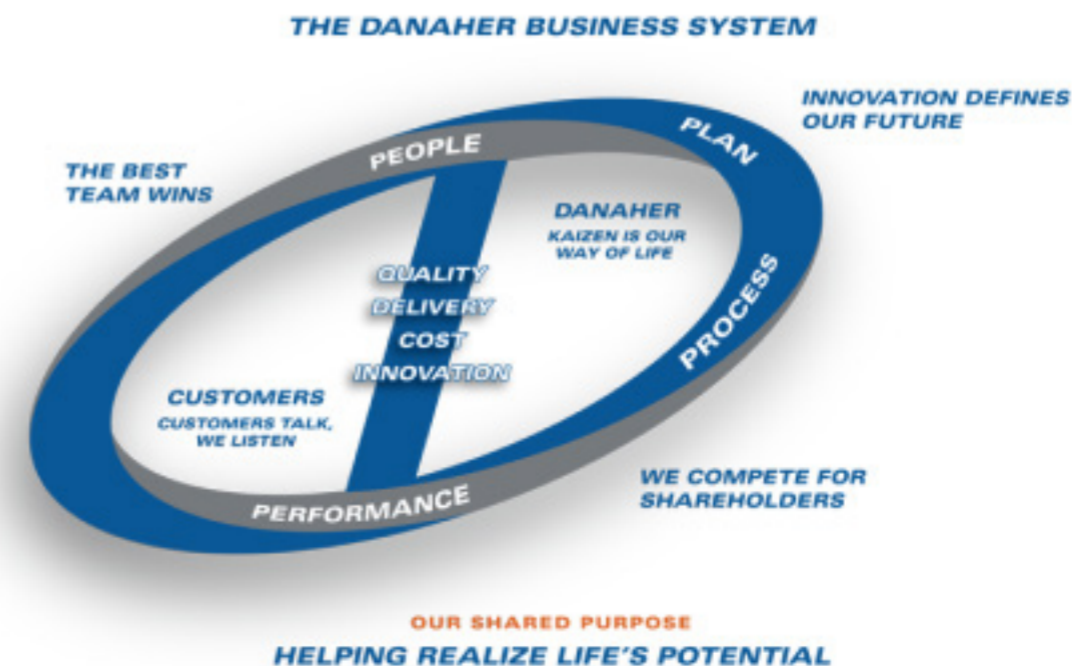 THE DANAHER BUSINESS SYSTEM
INNOVATION DEFINES
OUR FUTURE
PLAN
PEOPLE
THE BEST
TEAM WINS
DANAHER
KAIZEN IS OUR
WAY OF LIFE
QUALITY
DELIVERY
COST
INNOVATION
PROCESS
CUSTOMERS
CUSTOMERS TALK,
WE LISTEN
WE COMPETE FOR
SHAREHOLDERS
PERFORMANCE
OUR SHARED PURPOSE
HELPING REALIZE LIFE'S POTENTIAL